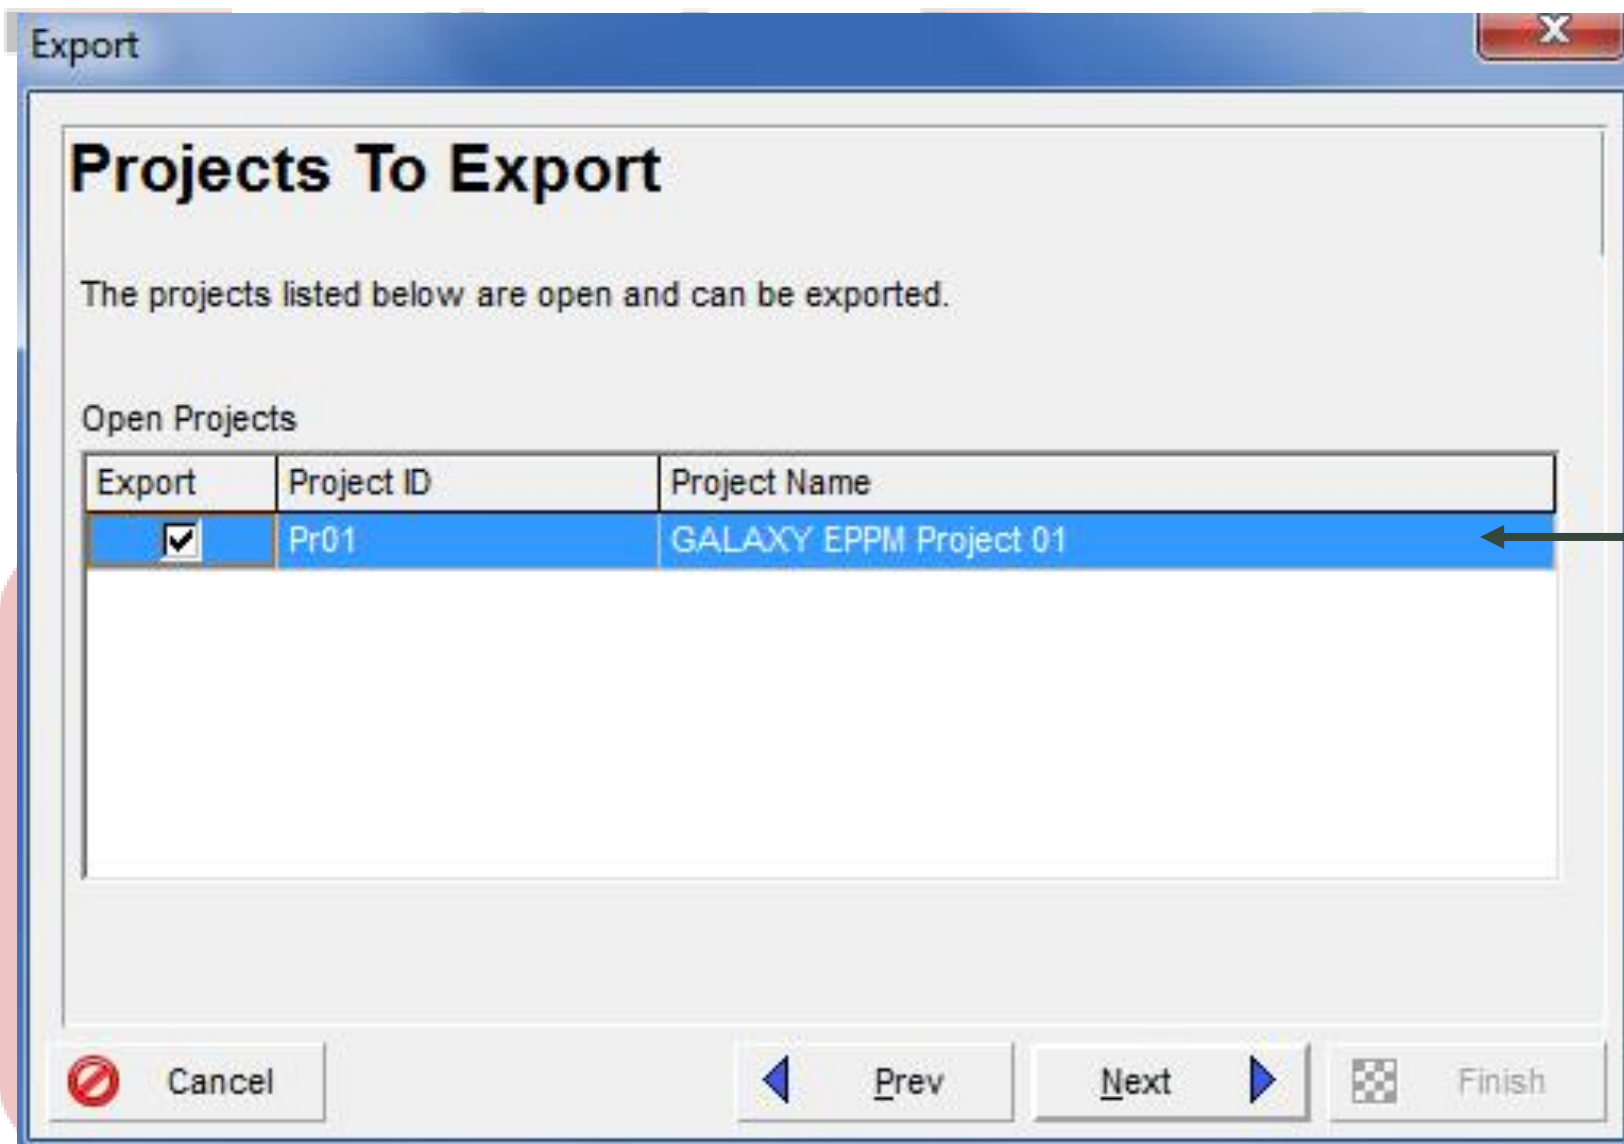 Export
Projects To Export
The projects listed below are open and can be exported.
Open Projects
Export Project ID Project Name
Pr01 GALAXY EPPM Project 01
Cancel Prev Next Finish